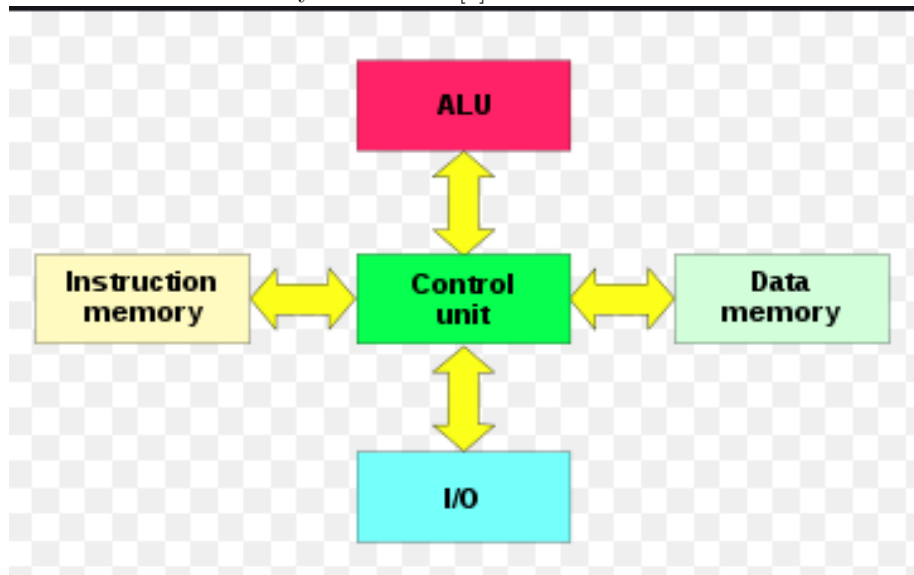 ALU
Instruction
memory
Control
unit
Data
memory
I/O